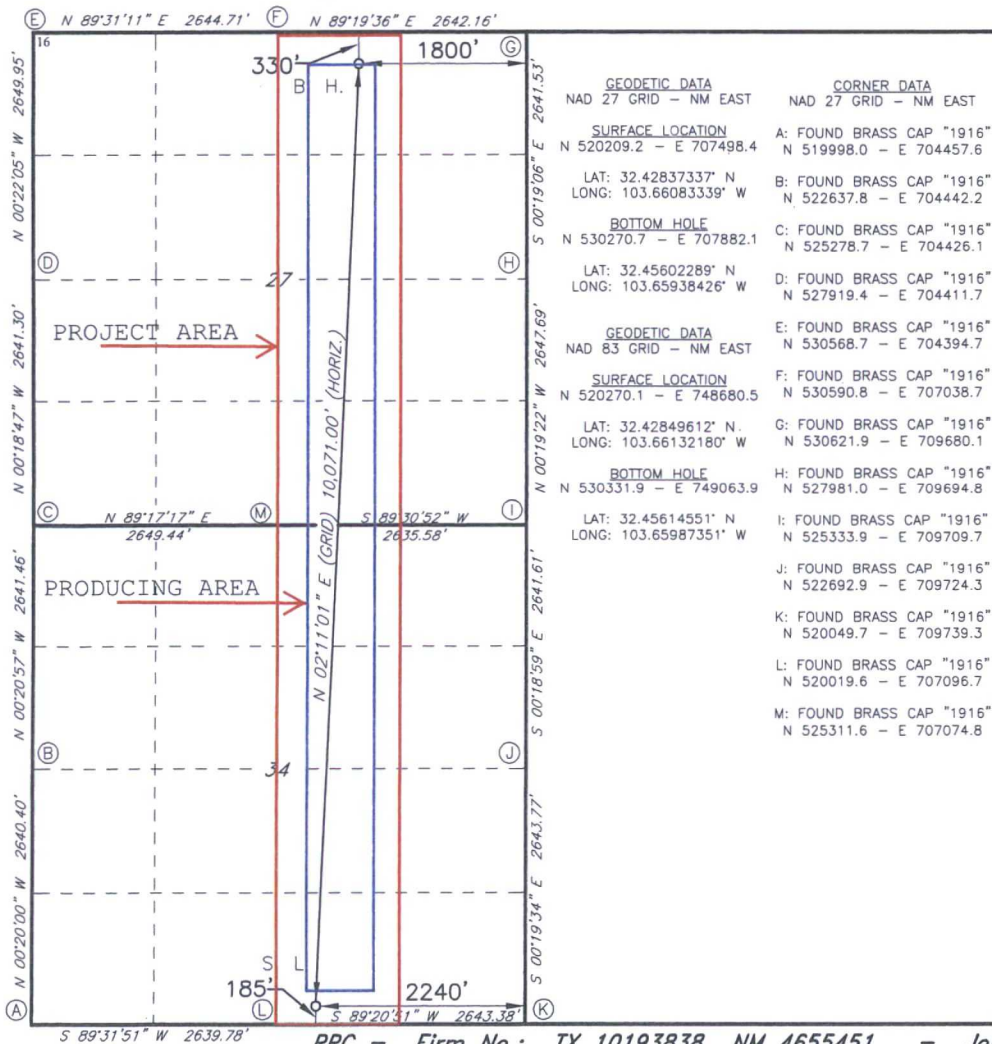 Ⓔ N 89°31'11" E 2644.71' Ⓕ N 89°19'36" E 2642.16'
16
330'
1800' Ⓖ
B H.
N 00°22'05" W 2649.95'
S 00°19'06" E 2641.53'
Ⓓ
27
Ⓗ
PROJECT AREA
N 00°18'47" W 2641.30'
N 00°19'22" W 2647.69'
N 02°11'01" E (GRID) 10,071.00' (HORIZ.)
Ⓒ N 89°17'17" E Ⓜ S 89°30'52" W Ⓘ
2649.44' 2635.58'
PRODUCING AREA
N 00°20'57" W 2641.46'
S 00°18'59" E 2641.61'
Ⓑ
34
Ⓙ
N 00°20'00" W 2640.40'
S 00°19'34" E 2643.77'
S L
185'
2240'
Ⓐ Ⓛ S 89°20'51" W 2643.38' Ⓚ
S 89°31'51" W 2639.78'
GEODETIC DATA
NAD 27 GRID – NM EAST
SURFACE LOCATION
N 520209.2 – E 707498.4
LAT: 32.42837337° N
LONG: 103.66083339° W
BOTTOM HOLE
N 530270.7 – E 707882.1
LAT: 32.45602289° N
LONG: 103.65938426° W
GEODETIC DATA
NAD 83 GRID – NM EAST
SURFACE LOCATION
N 520270.1 – E 748680.5
LAT: 32.42849612° N
LONG: 103.66132180° W
BOTTOM HOLE
N 530331.9 – E 749063.9
LAT: 32.45614551° N
LONG: 103.65987351° W
CORNER DATA
NAD 27 GRID – NM EAST
A: FOUND BRASS CAP "1916"
N 519998.0 – E 704457.6
B: FOUND BRASS CAP "1916"
N 522637.8 – E 704442.2
C: FOUND BRASS CAP "1916"
N 525278.7 – E 704426.1
D: FOUND BRASS CAP "1916"
N 527919.4 – E 704411.7
E: FOUND BRASS CAP "1916"
N 530568.7 – E 704394.7
F: FOUND BRASS CAP "1916"
N 530590.8 – E 707038.7
G: FOUND BRASS CAP "1916"
N 530621.9 – E 709680.1
H: FOUND BRASS CAP "1916"
N 527981.0 – E 709694.8
I: FOUND BRASS CAP "1916"
N 525333.9 – E 709709.7
J: FOUND BRASS CAP "1916"
N 522692.9 – E 709724.3
K: FOUND BRASS CAP "1916"
N 520049.7 – E 709739.3
L: FOUND BRASS CAP "1916"
N 520019.6 – E 707096.7
M: FOUND BRASS CAP "1916"
N 525311.6 – E 707074.8
Firm No.: TX 10193838 NM 4655451